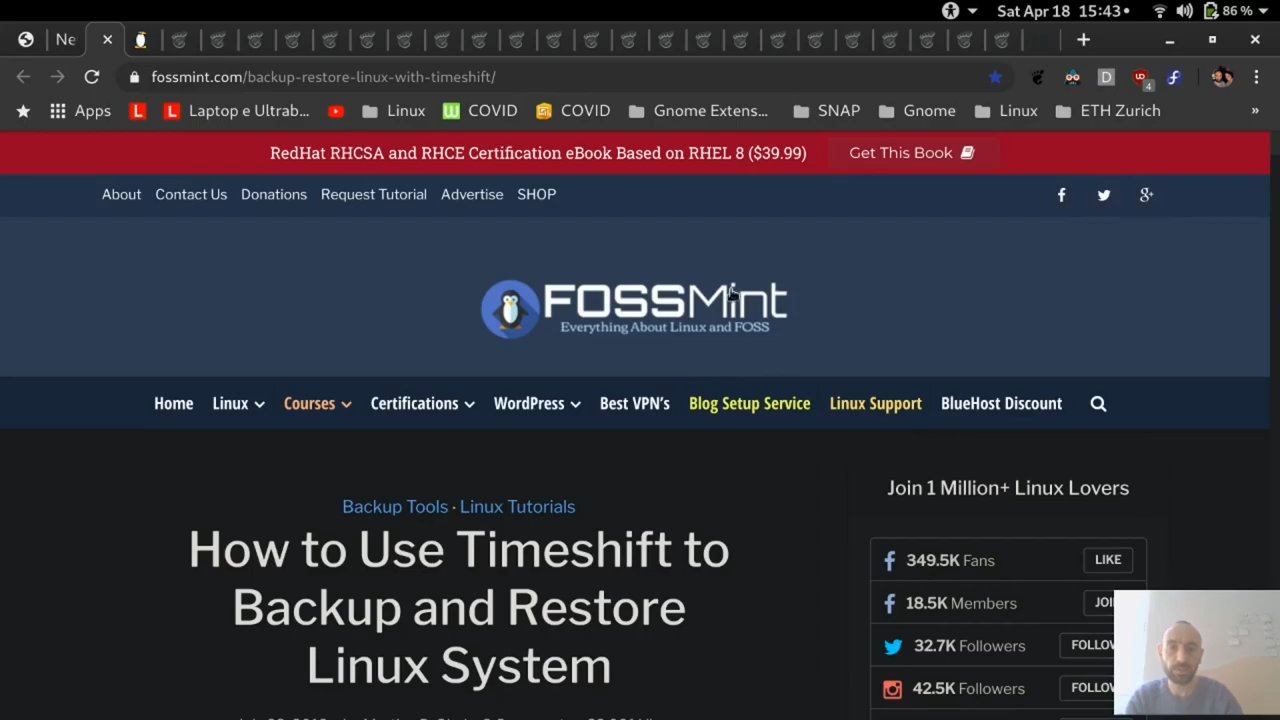 Sat Apr 18 15:43
86 %
Ne
fossmint.com/backup-restore-linux-with-timeshift/
D
4
Apps
L
L
Laptop e Ultrab...
Linux
W
COVID
COVID
Gnome Extens...
SNAP
Gnome
Linux
ETH Zurich
»
RedHat RHCSA and RHCE Certification eBook Based on RHEL 8 ($39.99)
Get This Book
About
Contact Us
Donations
Request Tutorial
Advertise
SHOP
FOSSMint
Everything About Linux and FOSS
Home
Linux
Courses
Certifications
WordPress
Best VPN's
Blog Setup Service
Linux Support
BlueHost Discount
Backup Tools · Linux Tutorials
How to Use Timeshift to
Backup and Restore
Linux System
Join 1 Million+ Linux Lovers
349.5K Fans
LIKE
18.5K Members
JOI
32.7K Followers
FOLLO
42.5K Followers
FOLLO